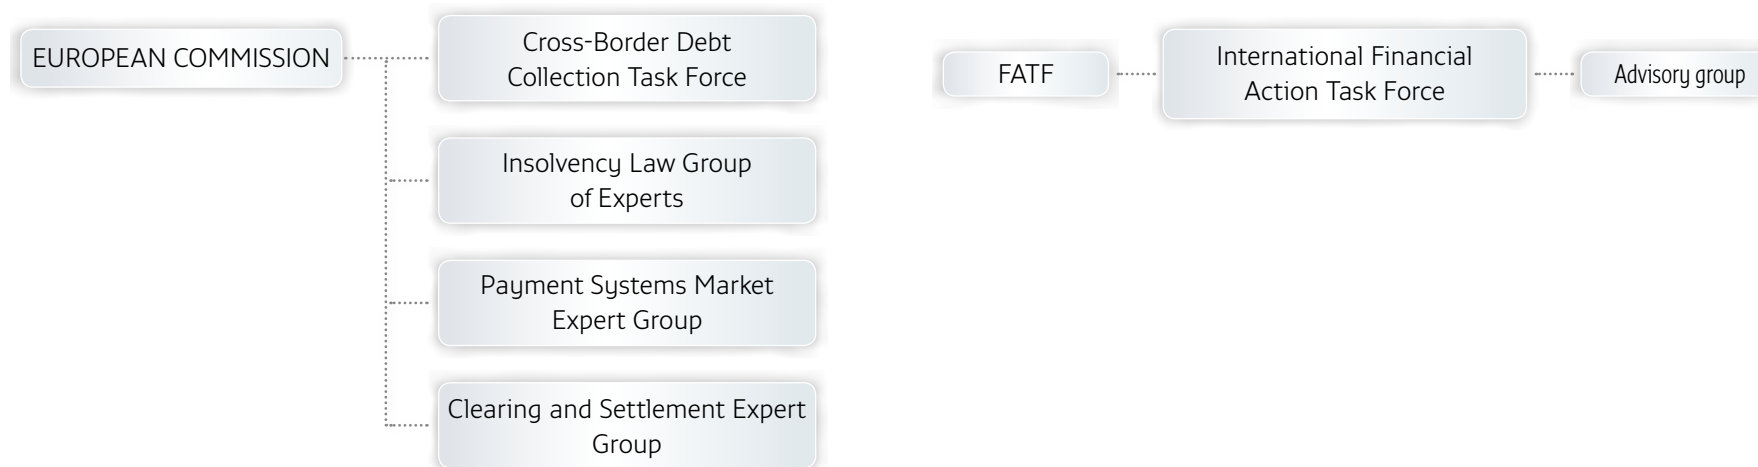 EUROPEAN COMMISSION
Cross-Border Debt
Collection Task Force
Insolvency Law Group
of Experts
Payment Systems Market
Expert Group
Clearing and Settlement Expert
Group
FATF
International Financial
Action Task Force
Advisory group